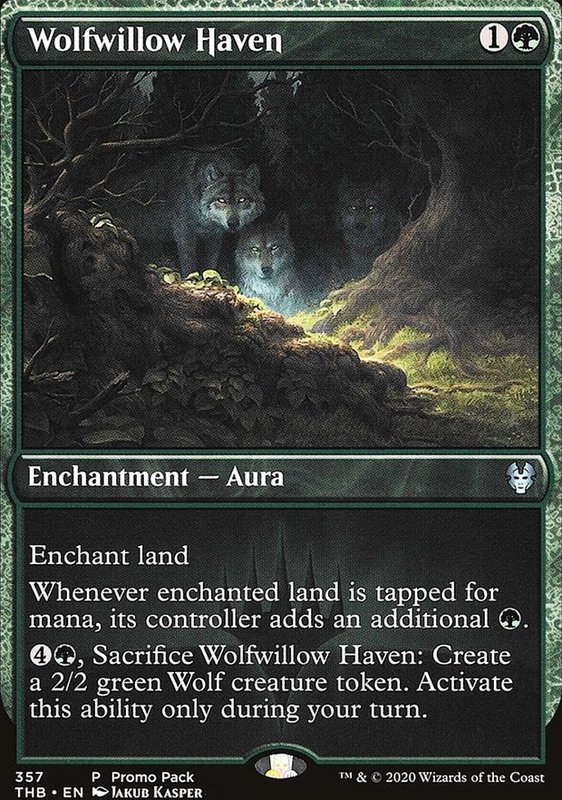 Wolfwillow Haven 1
Enchantment — Aura
Enchant land
Whenever enchanted land is tapped for
mana, its controller adds an additional .
4, Sacrifice Wolfwillow Haven: Create
a 2/2 green Wolf creature token. Activate
this ability only during your turn.
357 P Promo Pack ™ & © 2020 Wizards of the Coast
THB • EN Jakub Kasper